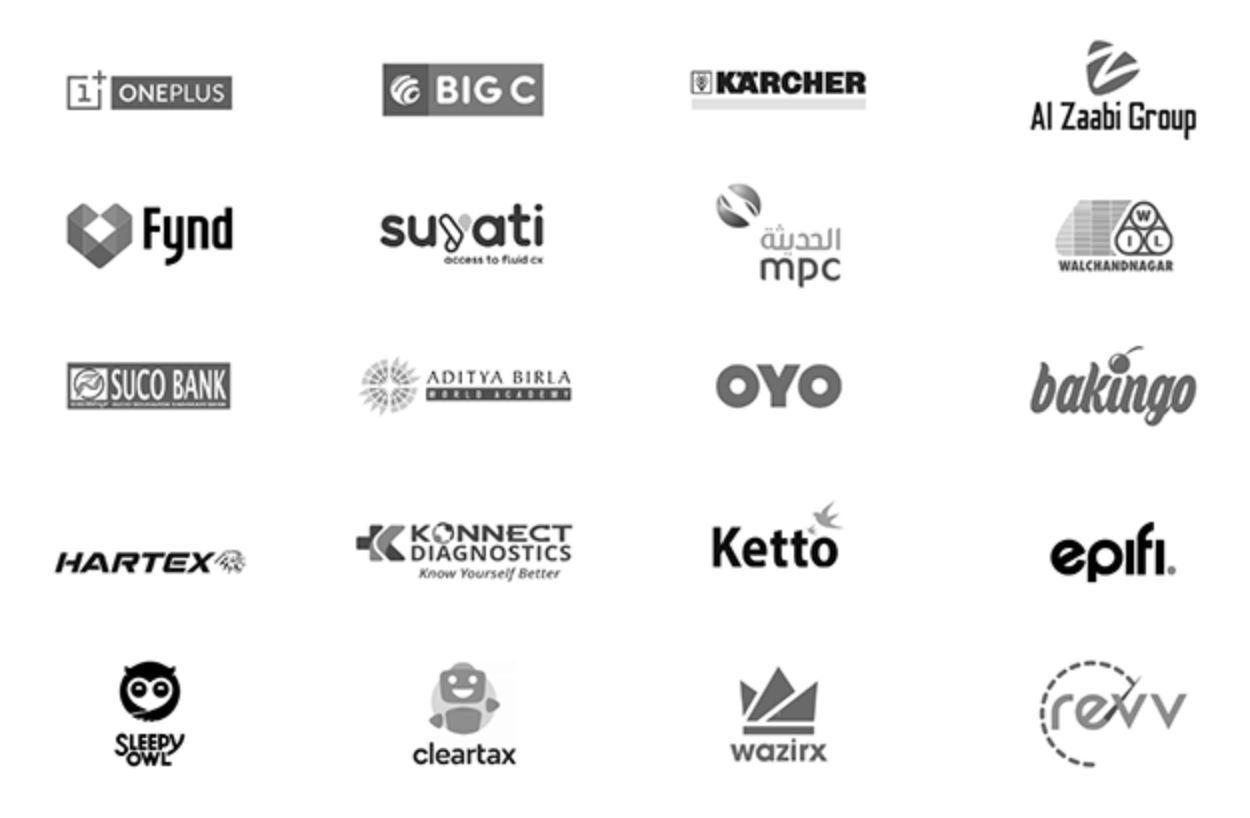 1+ ONEPLUS
BIG C
KÄRCHER
Al Zaabi Group
Fynd
suyati
access to fluid cx
الحديثة
mpc
W
I L
WALCHANDNAGAR
SUCO BANK
ADITYA BIRLA
WORLD ACADEMY
OYO
bakingo
HARTEX
KONNECT
DIAGNOSTICS
Know Yourself Better
Ketto
epifi
SLEEPY
OWL
cleartax
wazirx
revv